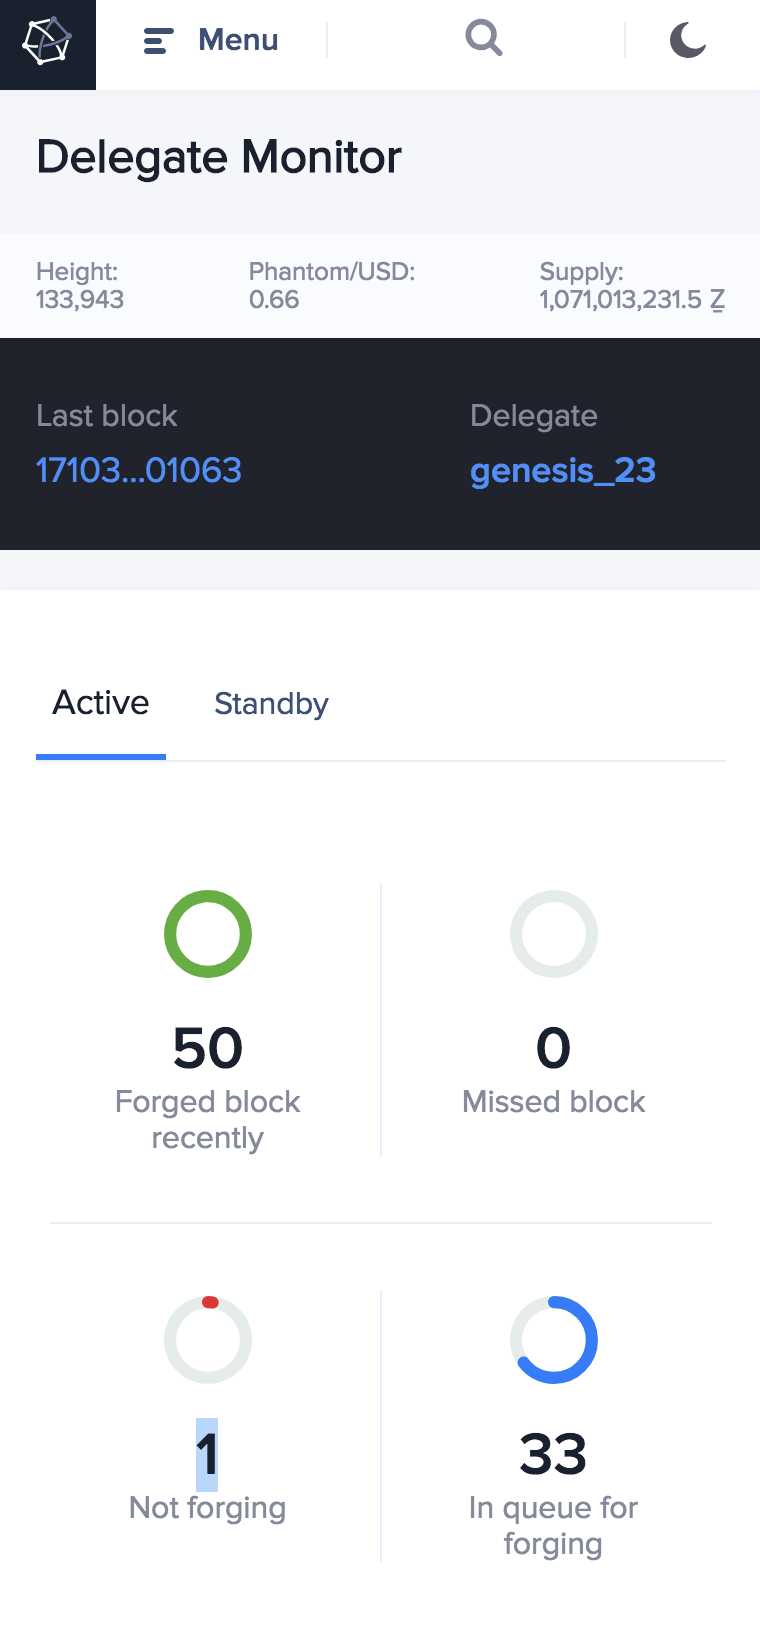 Menu
Delegate Monitor
Height:
133,943
Phantom/USD:
0.66
Supply:
1,071,013,231.5 Ẕ
Last block
17103...01063
Delegate
genesis_23
Active
Standby
50
Forged block
recently
0
Missed block
1
Not forging
33
In queue for
forging